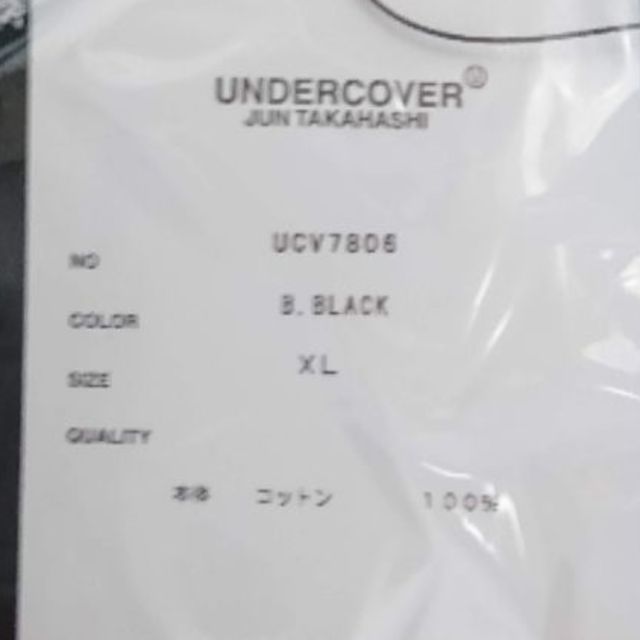 UNDERCOVER
JUN TAKAHASHI
NO UCV7806
COLOR B.BLACK
SIZE XL
QUALITY
本体 コットン 100%